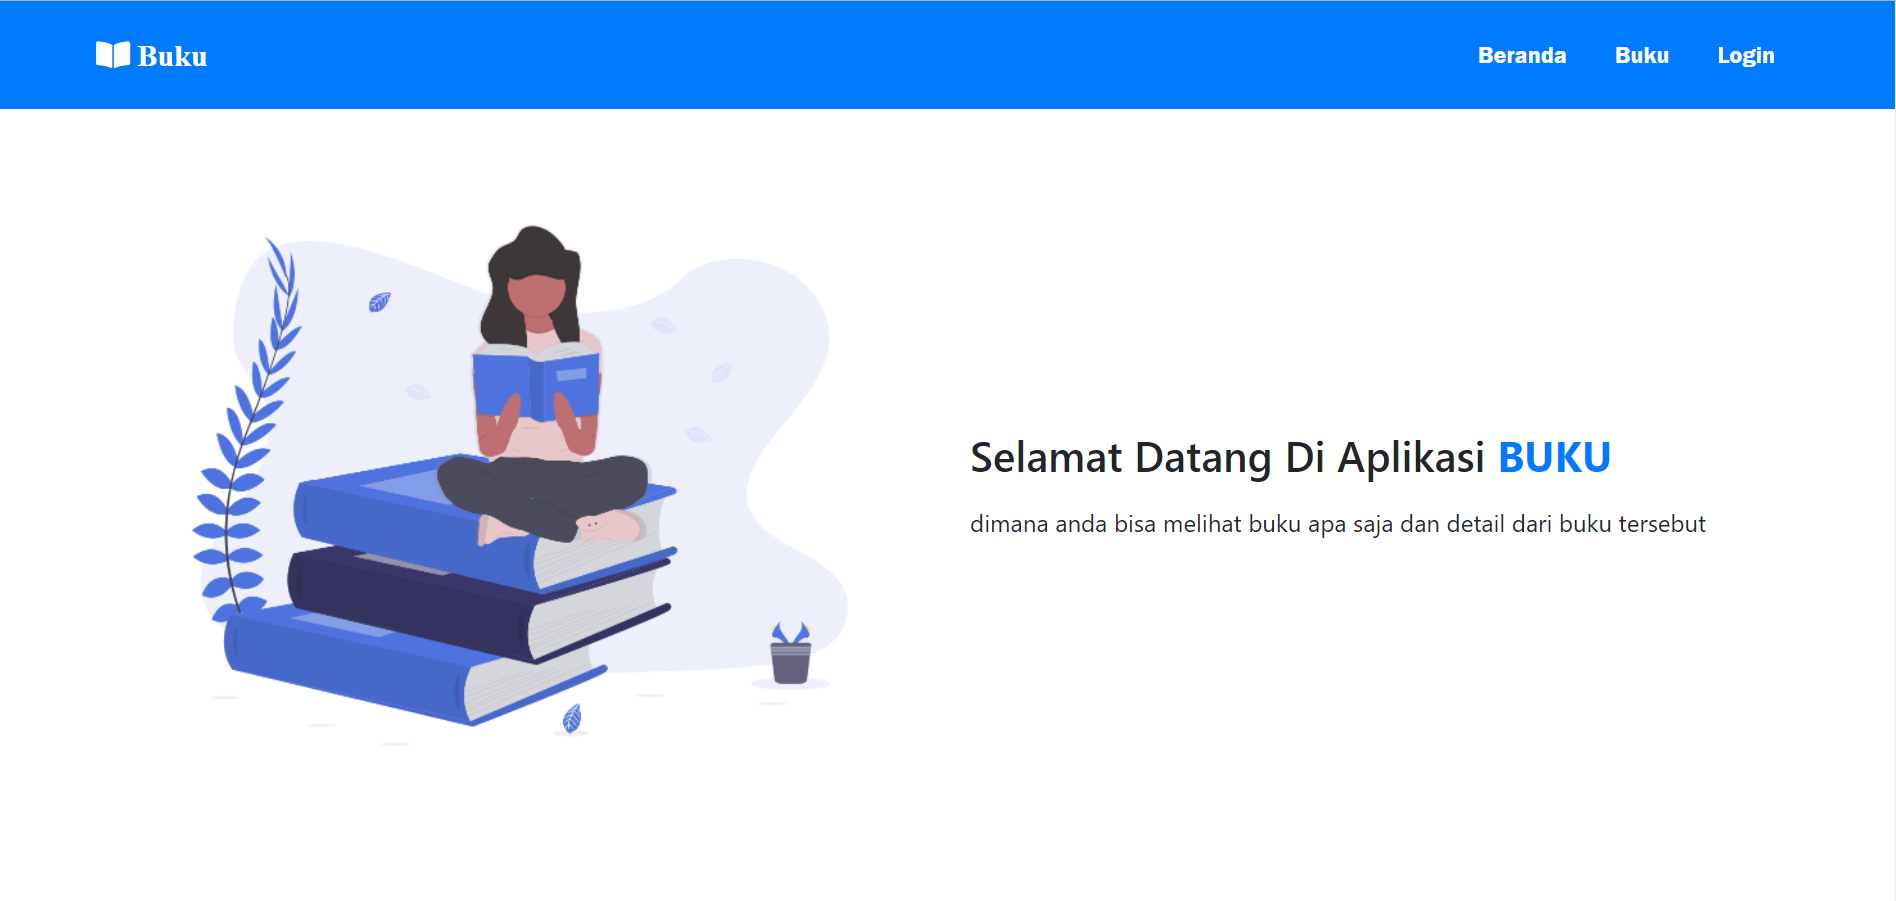 Buku
Beranda Buku Login
Selamat Datang Di Aplikasi BUKU
dimana anda bisa melihat buku apa saja dan detail dari buku tersebut